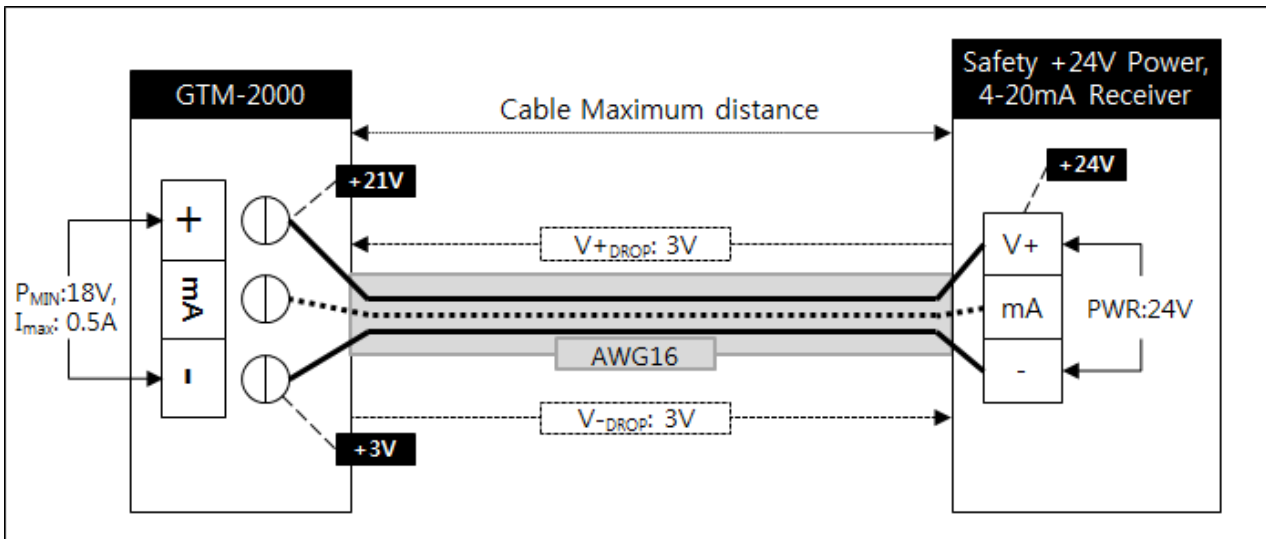 GTM-2000
Safety +24V Power,
4-20mA Receiver
Cable Maximum distance
+21V
+24V
+
mA
-
V+DROP: 3V
V+
mA
-
PMIN:18V,
Imax: 0.5A
PWR:24V
AWG16
V-DROP: 3V
+3V